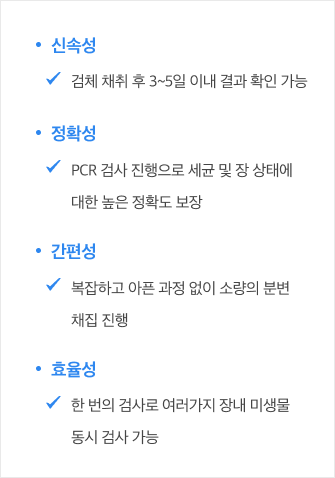 • 신속성
✓ 검체 채취 후 3~5일 이내 결과 확인 가능
• 정확성
✓ PCR 검사 진행으로 세균 및 장 상태에
대한 높은 정확도 보장
• 간편성
✓ 복잡하고 아픈 과정 없이 소량의 분변
채집 진행
• 효율성
✓ 한 번의 검사로 여러가지 장내 미생물
동시 검사 가능